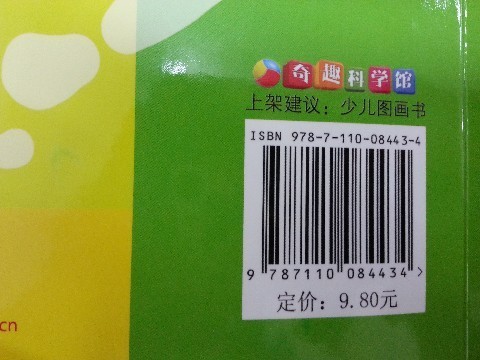 奇趣科学馆
上架建议：少儿图画书
ISBN 978-7-110-08443-4
9 787110 084434 >
定价：9.80元
cn